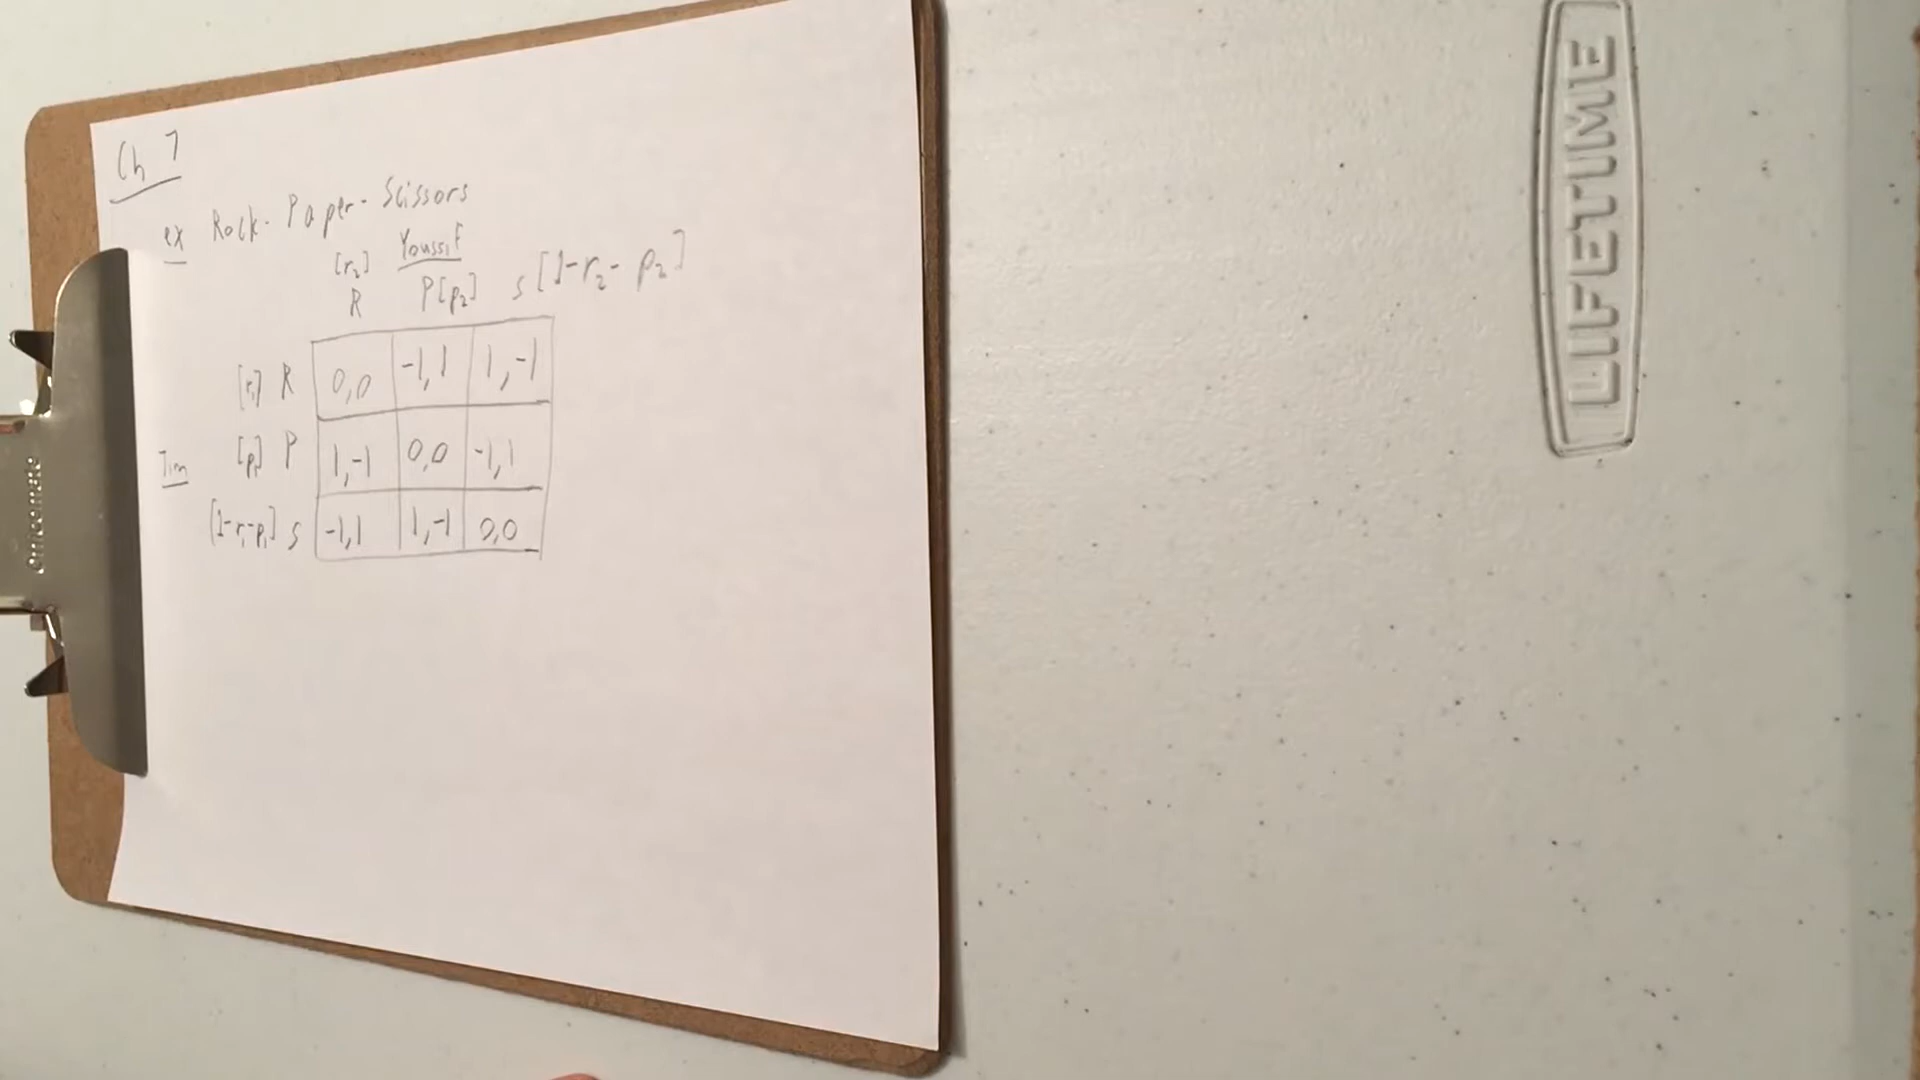 Ch 7
ex Rock-Paper-Scissors
Youssif
[r₂] P[p₂] s[1-r₂-p₂]
R
[r₁] R 0,0 -1,1 1,-1
Tim [p₁] P 1,-1 0,0 -1,1
[1-r₁-p₁] s -1,1 1,-1 0,0
Officemate
LIFETIME